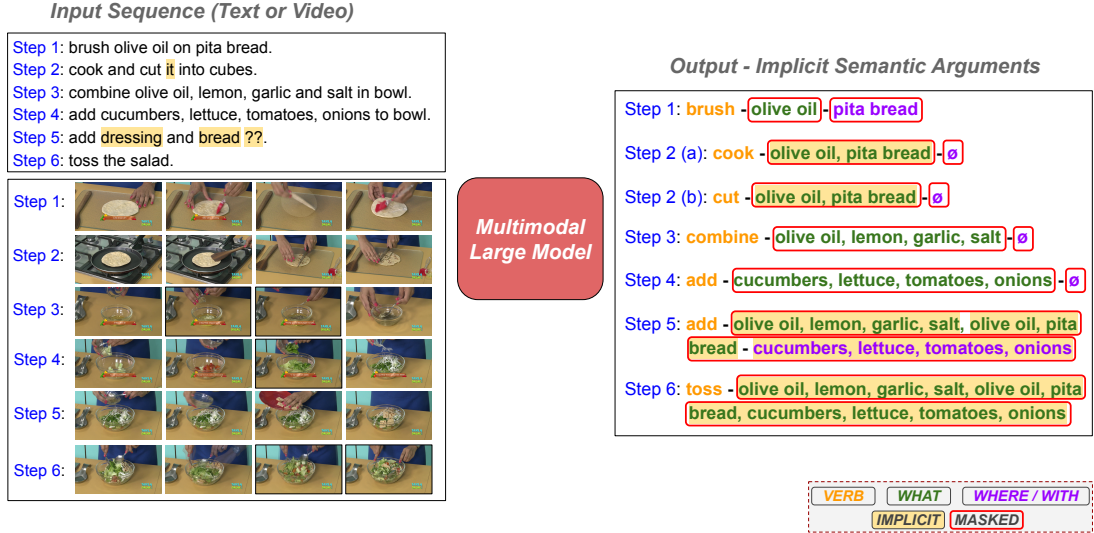 Input Sequence (Text or Video)
Step 1: brush olive oil on pita bread.
Step 2: cook and cut it into cubes.
Step 3: combine olive oil, lemon, garlic and salt in bowl.
Step 4: add cucumbers, lettuce, tomatoes, onions to bowl.
Step 5: add dressing and bread ??.
Step 6: toss the salad.
Step 1:
Step 2:
Step 3:
Step 4:
Step 5:
Step 6:
Multimodal
Large Model
Output - Implicit Semantic Arguments
Step 1: brush - olive oil - pita bread
Step 2 (a): cook - olive oil, pita bread - ø
Step 2 (b): cut - olive oil, pita bread - ø
Step 3: combine - olive oil, lemon, garlic, salt - ø
Step 4: add - cucumbers, lettuce, tomatoes, onions - ø
Step 5: add - olive oil, lemon, garlic, salt, olive oil, pita
bread - cucumbers, lettuce, tomatoes, onions
Step 6: toss - olive oil, lemon, garlic, salt, olive oil, pita
bread, cucumbers, lettuce, tomatoes, onions
VERB WHAT WHERE / WITH
IMPLICIT MASKED